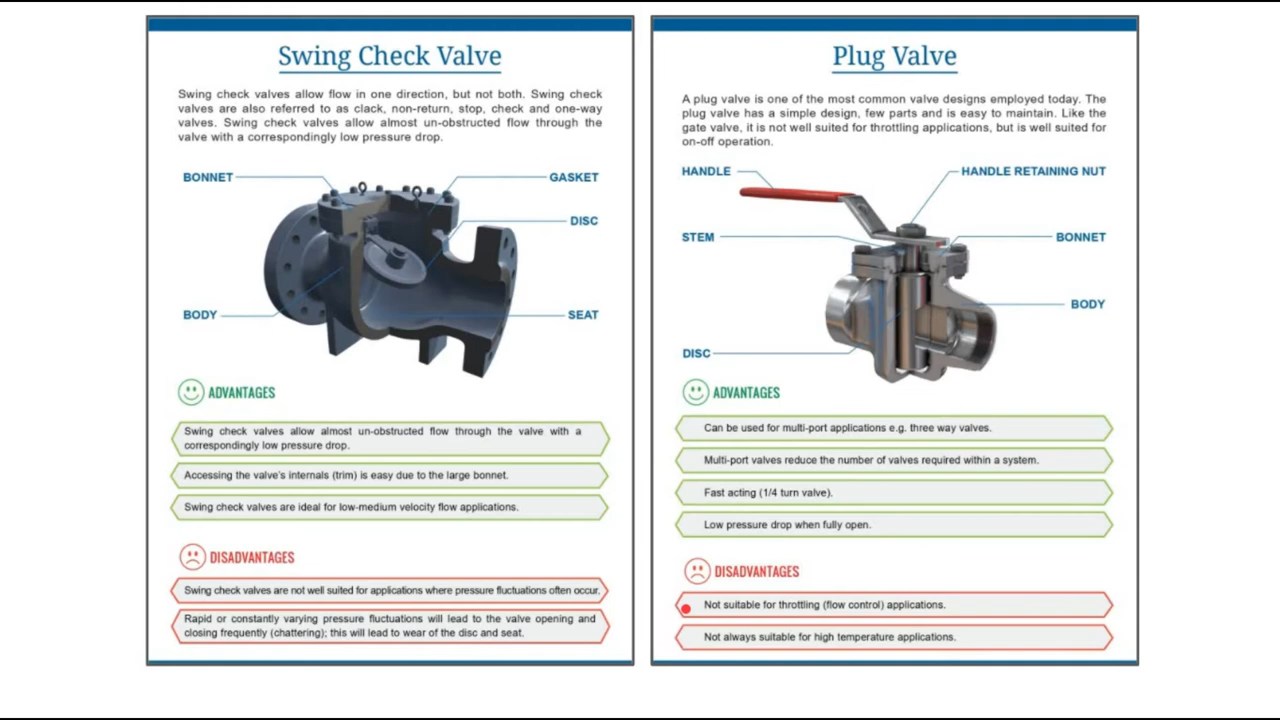 Swing Check Valve
Swing check valves allow flow in one direction, but not both. Swing check
valves are also referred to as clack, non-return, stop, check and one-way
valves. Swing check valves allow almost un-obstructed flow through the
valve with a correspondingly low pressure drop.
BONNET
GASKET
DISC
BODY
SEAT
ADVANTAGES
Swing check valves allow almost un-obstructed flow through the valve with a
correspondingly low pressure drop.
Accessing the valve's internals (trim) is easy due to the large bonnet.
Swing check valves are ideal for low-medium velocity flow applications.
DISADVANTAGES
Swing check valves are not well suited for applications where pressure fluctuations often occur.
Rapid or constantly varying pressure fluctuations will lead to the valve opening and
closing frequently (chattering); this will lead to wear of the disc and seat.
Plug Valve
A plug valve is one of the most common valve designs employed today. The
plug valve has a simple design, few parts and is easy to maintain. Like the
gate valve, it is not well suited for throttling applications, but is well suited for
on-off operation.
HANDLE
HANDLE RETAINING NUT
STEM
BONNET
BODY
DISC
ADVANTAGES
Can be used for multi-port applications e.g. three way valves.
Multi-port valves reduce the number of valves required within a system.
Fast acting (1/4 turn valve).
Low pressure drop when fully open.
DISADVANTAGES
Not suitable for throttling (flow control) applications.
Not always suitable for high temperature applications.